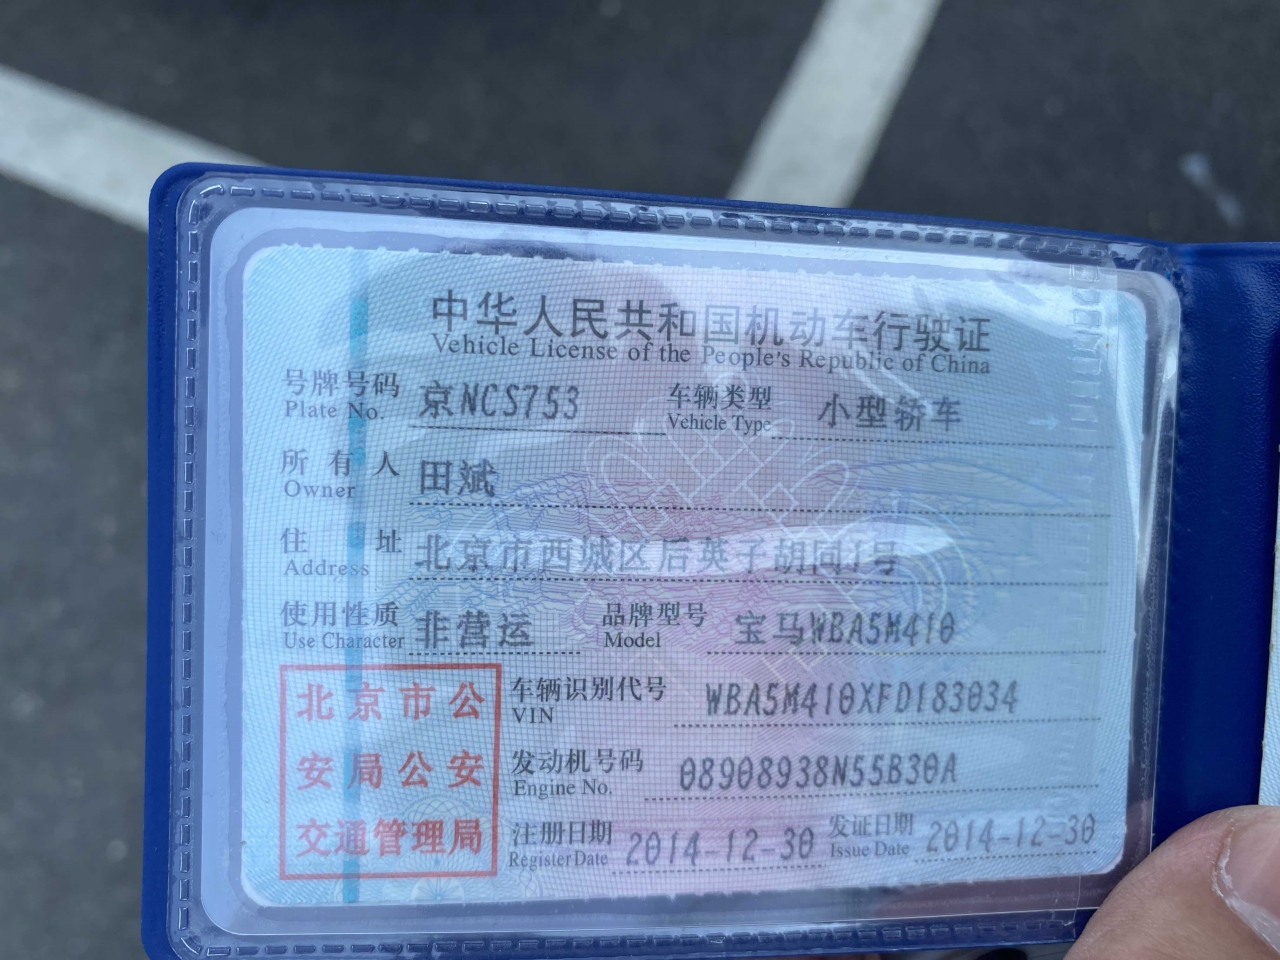 中华人民共和国机动车行驶证
Vehicle License of the People's Republic of China
号牌号码 京NCS753 车辆类型 小型轿车
Plate No. Vehicle Type
所有人 田斌
Owner
住址 北京市西城区后英子胡同1号
Address
使用性质 非营运 品牌型号 宝马WBA5M410
Use Character Model
车辆识别代号 WBA5M410XFD183034
VIN
发动机号码 08908938N55B30A
Engine No.
注册日期 2014-12-30 发证日期 2014-12-30
Register Date Issue Date
北京市公
安局公安
交通管理局